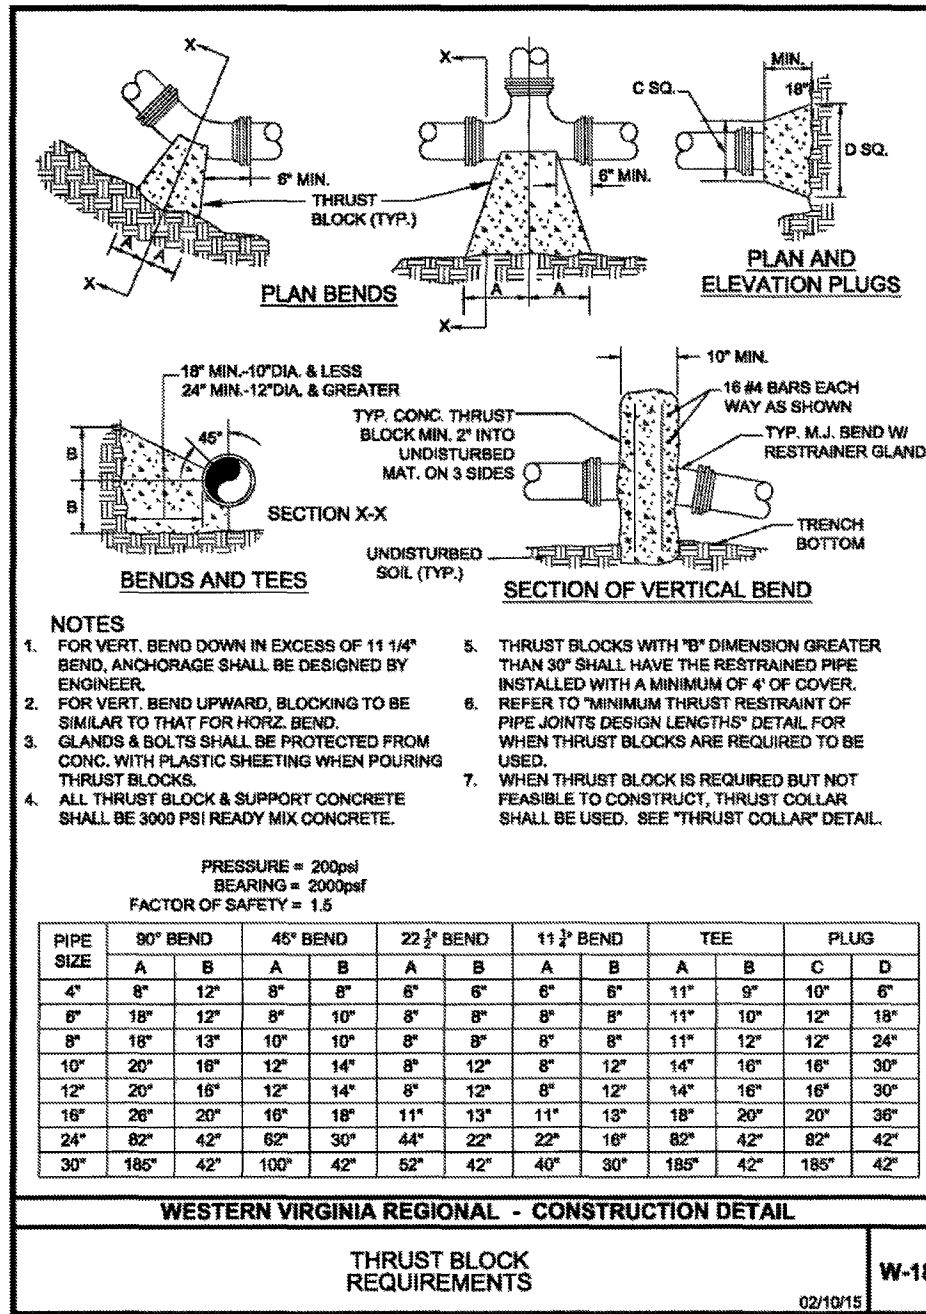 X
X
8" MIN.
THRUST
BLOCK (TYP.)
A
A
X
PLAN BENDS
X
6" MIN.
A
A
X
MIN.
18"
C SQ.
D SQ.
PLAN AND
ELEVATION PLUGS
18" MIN.-10"DIA. & LESS
24" MIN.-12"DIA. & GREATER
45°
B
B
SECTION X-X
BENDS AND TEES
10" MIN.
16 #4 BARS EACH
WAY AS SHOWN
TYP. CONC. THRUST
BLOCK MIN. 2" INTO
UNDISTURBED
MAT. ON 3 SIDES
TYP. M.J. BEND W/
RESTRAINER GLAND
TRENCH
BOTTOM
UNDISTURBED
SOIL (TYP.)
SECTION OF VERTICAL BEND
NOTES
1. FOR VERT. BEND DOWN IN EXCESS OF 11 1/4°
BEND, ANCHORAGE SHALL BE DESIGNED BY
ENGINEER.
2. FOR VERT. BEND UPWARD, BLOCKING TO BE
SIMILAR TO THAT FOR HORZ. BEND.
3. GLANDS & BOLTS SHALL BE PROTECTED FROM
CONC. WITH PLASTIC SHEETING WHEN POURING
THRUST BLOCKS.
4. ALL THRUST BLOCK & SUPPORT CONCRETE
SHALL BE 3000 PSI READY MIX CONCRETE.
5. THRUST BLOCKS WITH "B" DIMENSION GREATER
THAN 30" SHALL HAVE THE RESTRAINED PIPE
INSTALLED WITH A MINIMUM OF 4' OF COVER.
6. REFER TO "MINIMUM THRUST RESTRAINT OF
PIPE JOINTS DESIGN LENGTHS" DETAIL FOR
WHEN THRUST BLOCKS ARE REQUIRED TO BE
USED.
7. WHEN THRUST BLOCK IS REQUIRED BUT NOT
FEASIBLE TO CONSTRUCT, THRUST COLLAR
SHALL BE USED. SEE "THRUST COLLAR" DETAIL.
PRESSURE = 200psi
BEARING = 2000psf
FACTOR OF SAFETY = 1.5
PIPE SIZE 90° BEND 45° BEND 22 1/2° BEND 11 1/4° BEND TEE PLUG
A B A B A B A B A B C D
4" 8" 12" 8" 8" 6" 6" 6" 6" 11" 9" 10" 6"
6" 18" 12" 8" 10" 8" 8" 8" 8" 11" 10" 12" 18"
8" 18" 13" 10" 10" 8" 8" 8" 8" 11" 12" 12" 24"
10" 20" 16" 12" 14" 8" 12" 8" 12" 14" 16" 16" 30"
12" 20" 16" 12" 14" 8" 12" 8" 12" 14" 16" 16" 30"
16" 26" 20" 16" 18" 11" 13" 11" 13" 18" 20" 20" 36"
24" 82" 42" 62" 30" 44" 22" 22" 16" 82" 42" 82" 42"
30" 185" 42" 100" 42" 52" 42" 40" 30" 185" 42" 185" 42"
WESTERN VIRGINIA REGIONAL - CONSTRUCTION DETAIL
THRUST BLOCK
REQUIREMENTS
W-18
02/10/15